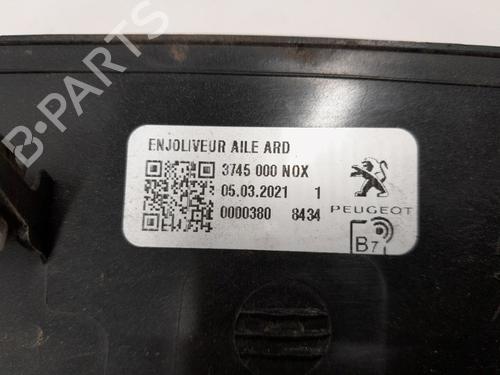 ENJOLIVEUR AILE ARD
3745 000 NOX
05.03.2021 1
0000380 8434
PEUGEOT
B7
B-PARTS